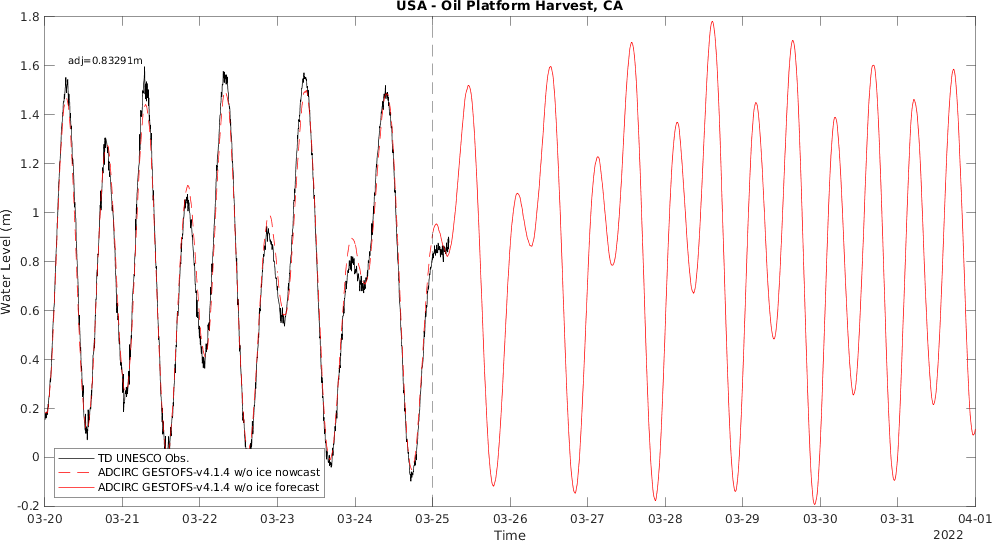 USA - Oil Platform Harvest, CA
adj=0.83291m
Water Level (m)
1.8
1.6
1.4
1.2
1
0.8
0.6
0.4
0.2
0
-0.2
TD UNESCO Obs.
ADCIRC GESTOFS-v4.1.4 w/o ice nowcast
ADCIRC GESTOFS-v4.1.4 w/o ice forecast
03-20 03-21 03-22 03-23 03-24 03-25 03-26 03-27 03-28 03-29 03-30 03-31 04-01
Time
2022